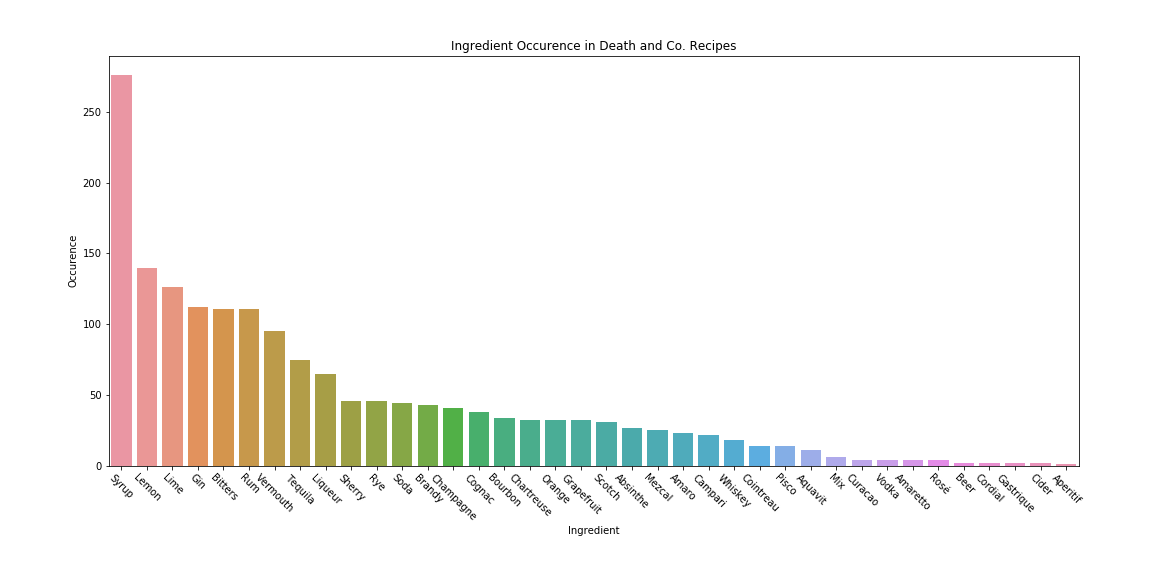 Ingredient Occurence in Death and Co. Recipes
Occurence
250
200
150
100
50
0
Syrup
Lemon
Lime
Gin
Bitters
Rum
Vermouth
Tequila
Liqueur
Sherry
Rye
Soda
Brandy
Champagne
Cognac
Bourbon
Chartreuse
Orange
Grapefruit
Scotch
Absinthe
Mezcal
Amaro
Campari
Whiskey
Cointreau
Pisco
Aquavit
Mix
Curacao
Vodka
Amaretto
Rosé
Beer
Cordial
Gastrique
Cider
Aperitif
Ingredient